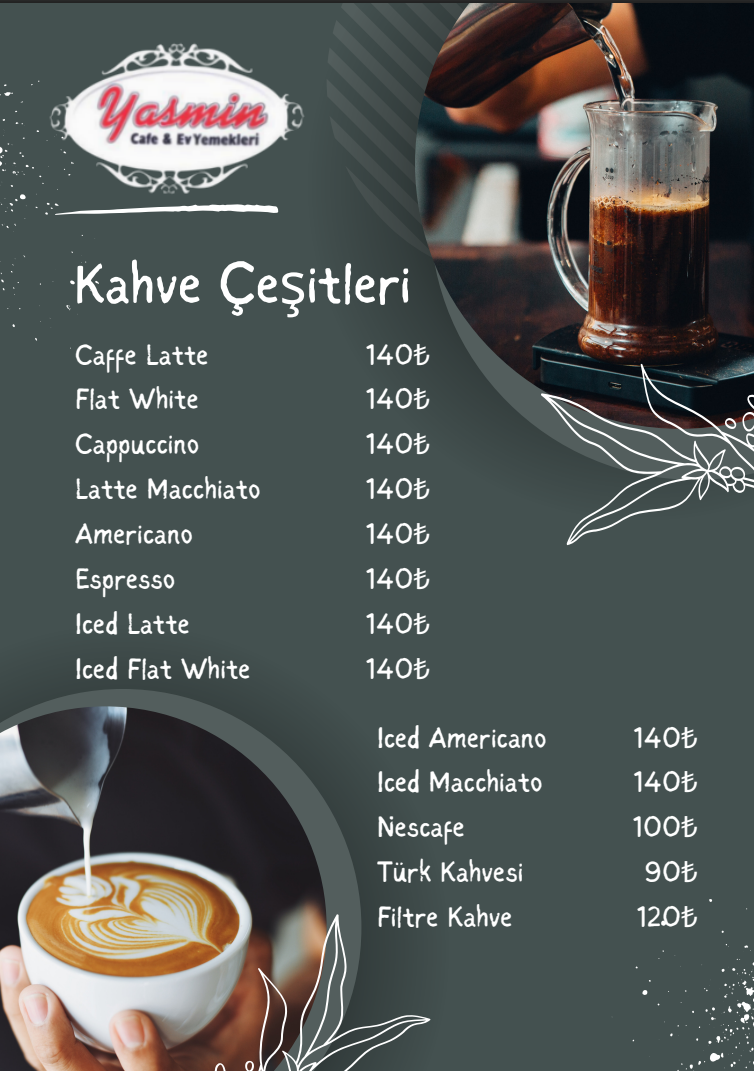 Yasmin
Cafe & Ev Yemekleri
Kahve Çeşitleri
Caffe Latte 140₺
Flat White 140₺
Cappuccino 140₺
Latte Macchiato 140₺
Americano 140₺
Espresso 140₺
Iced Latte 140₺
Iced Flat White 140₺
Iced Americano 140₺
Iced Macchiato 140₺
Nescafe 100₺
Türk Kahvesi 90₺
Filtre Kahve 120₺